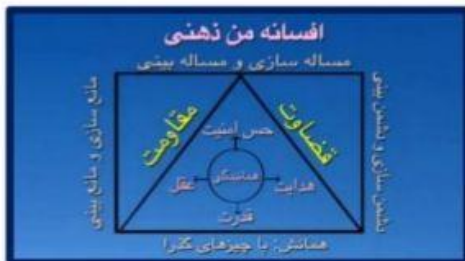 افسانه من ذهنی
مساله سازی و مساله بینی
مانع سازی و مانع بینی
دشمن سازی و دشمن بینی
مقاومت
قضاوت
حس امنیت
عقل
هدایت
قدرت
همانش: با چیزهای گذرا